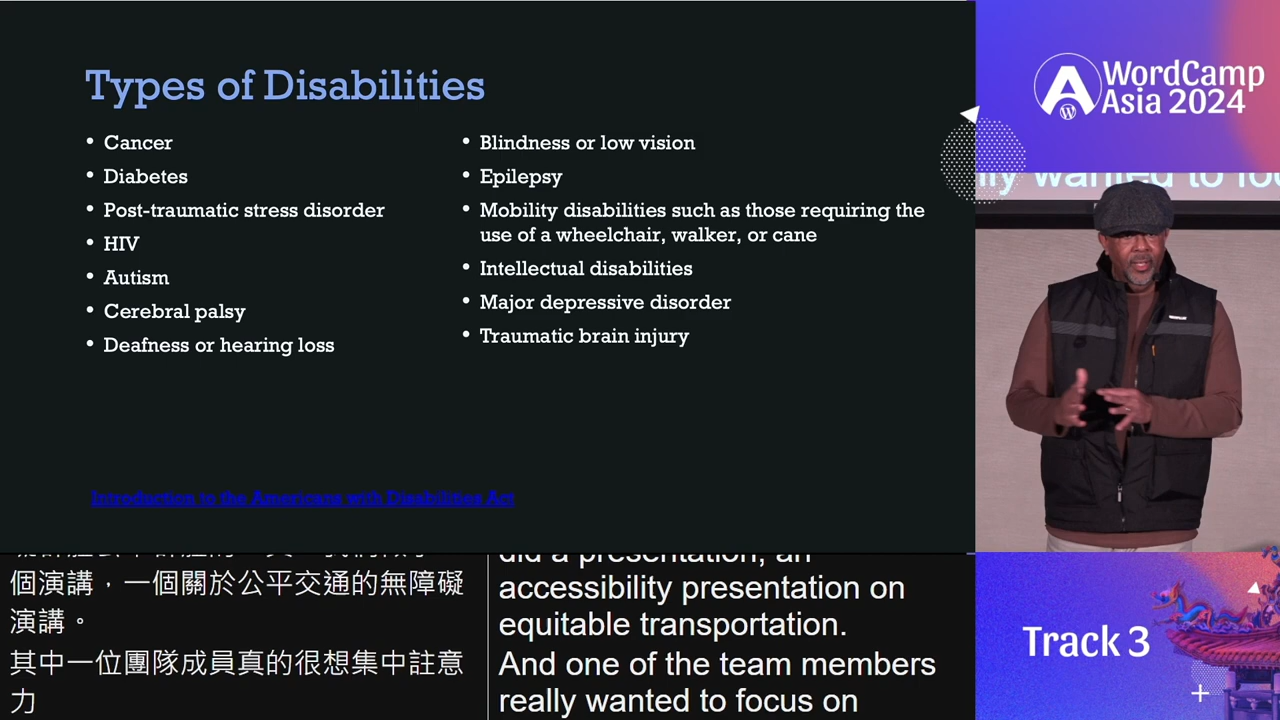 Types of Disabilities
• Cancer
• Diabetes
• Post-traumatic stress disorder
• HIV
• Autism
• Cerebral palsy
• Deafness or hearing loss
• Blindness or low vision
• Epilepsy
• Mobility disabilities such as those requiring the
use of a wheelchair, walker, or cane
• Intellectual disabilities
• Major depressive disorder
• Traumatic brain injury
Introduction to the Americans with Disabilities Act
WordCamp
Asia 2024
wanted to
個演講，一個關於公平交通的無障礙
演講。
其中一位團隊成員真的很想集中註意
力
did a presentation, an
accessibility presentation on
equitable transportation.
And one of the team members
really wanted to focus on
Track 3